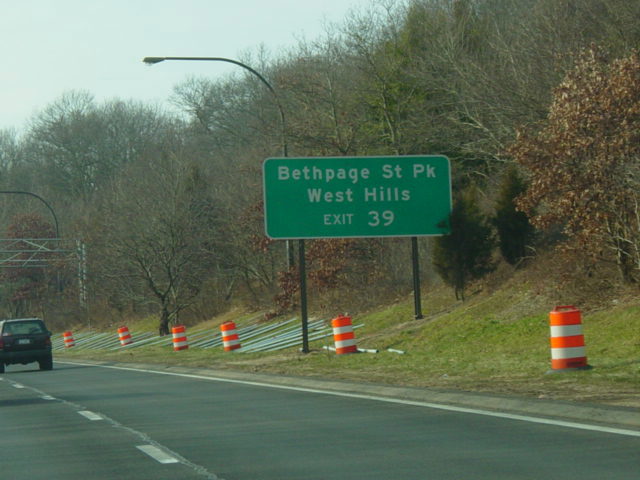 Bethpage St Pk
West Hills
EXIT 39